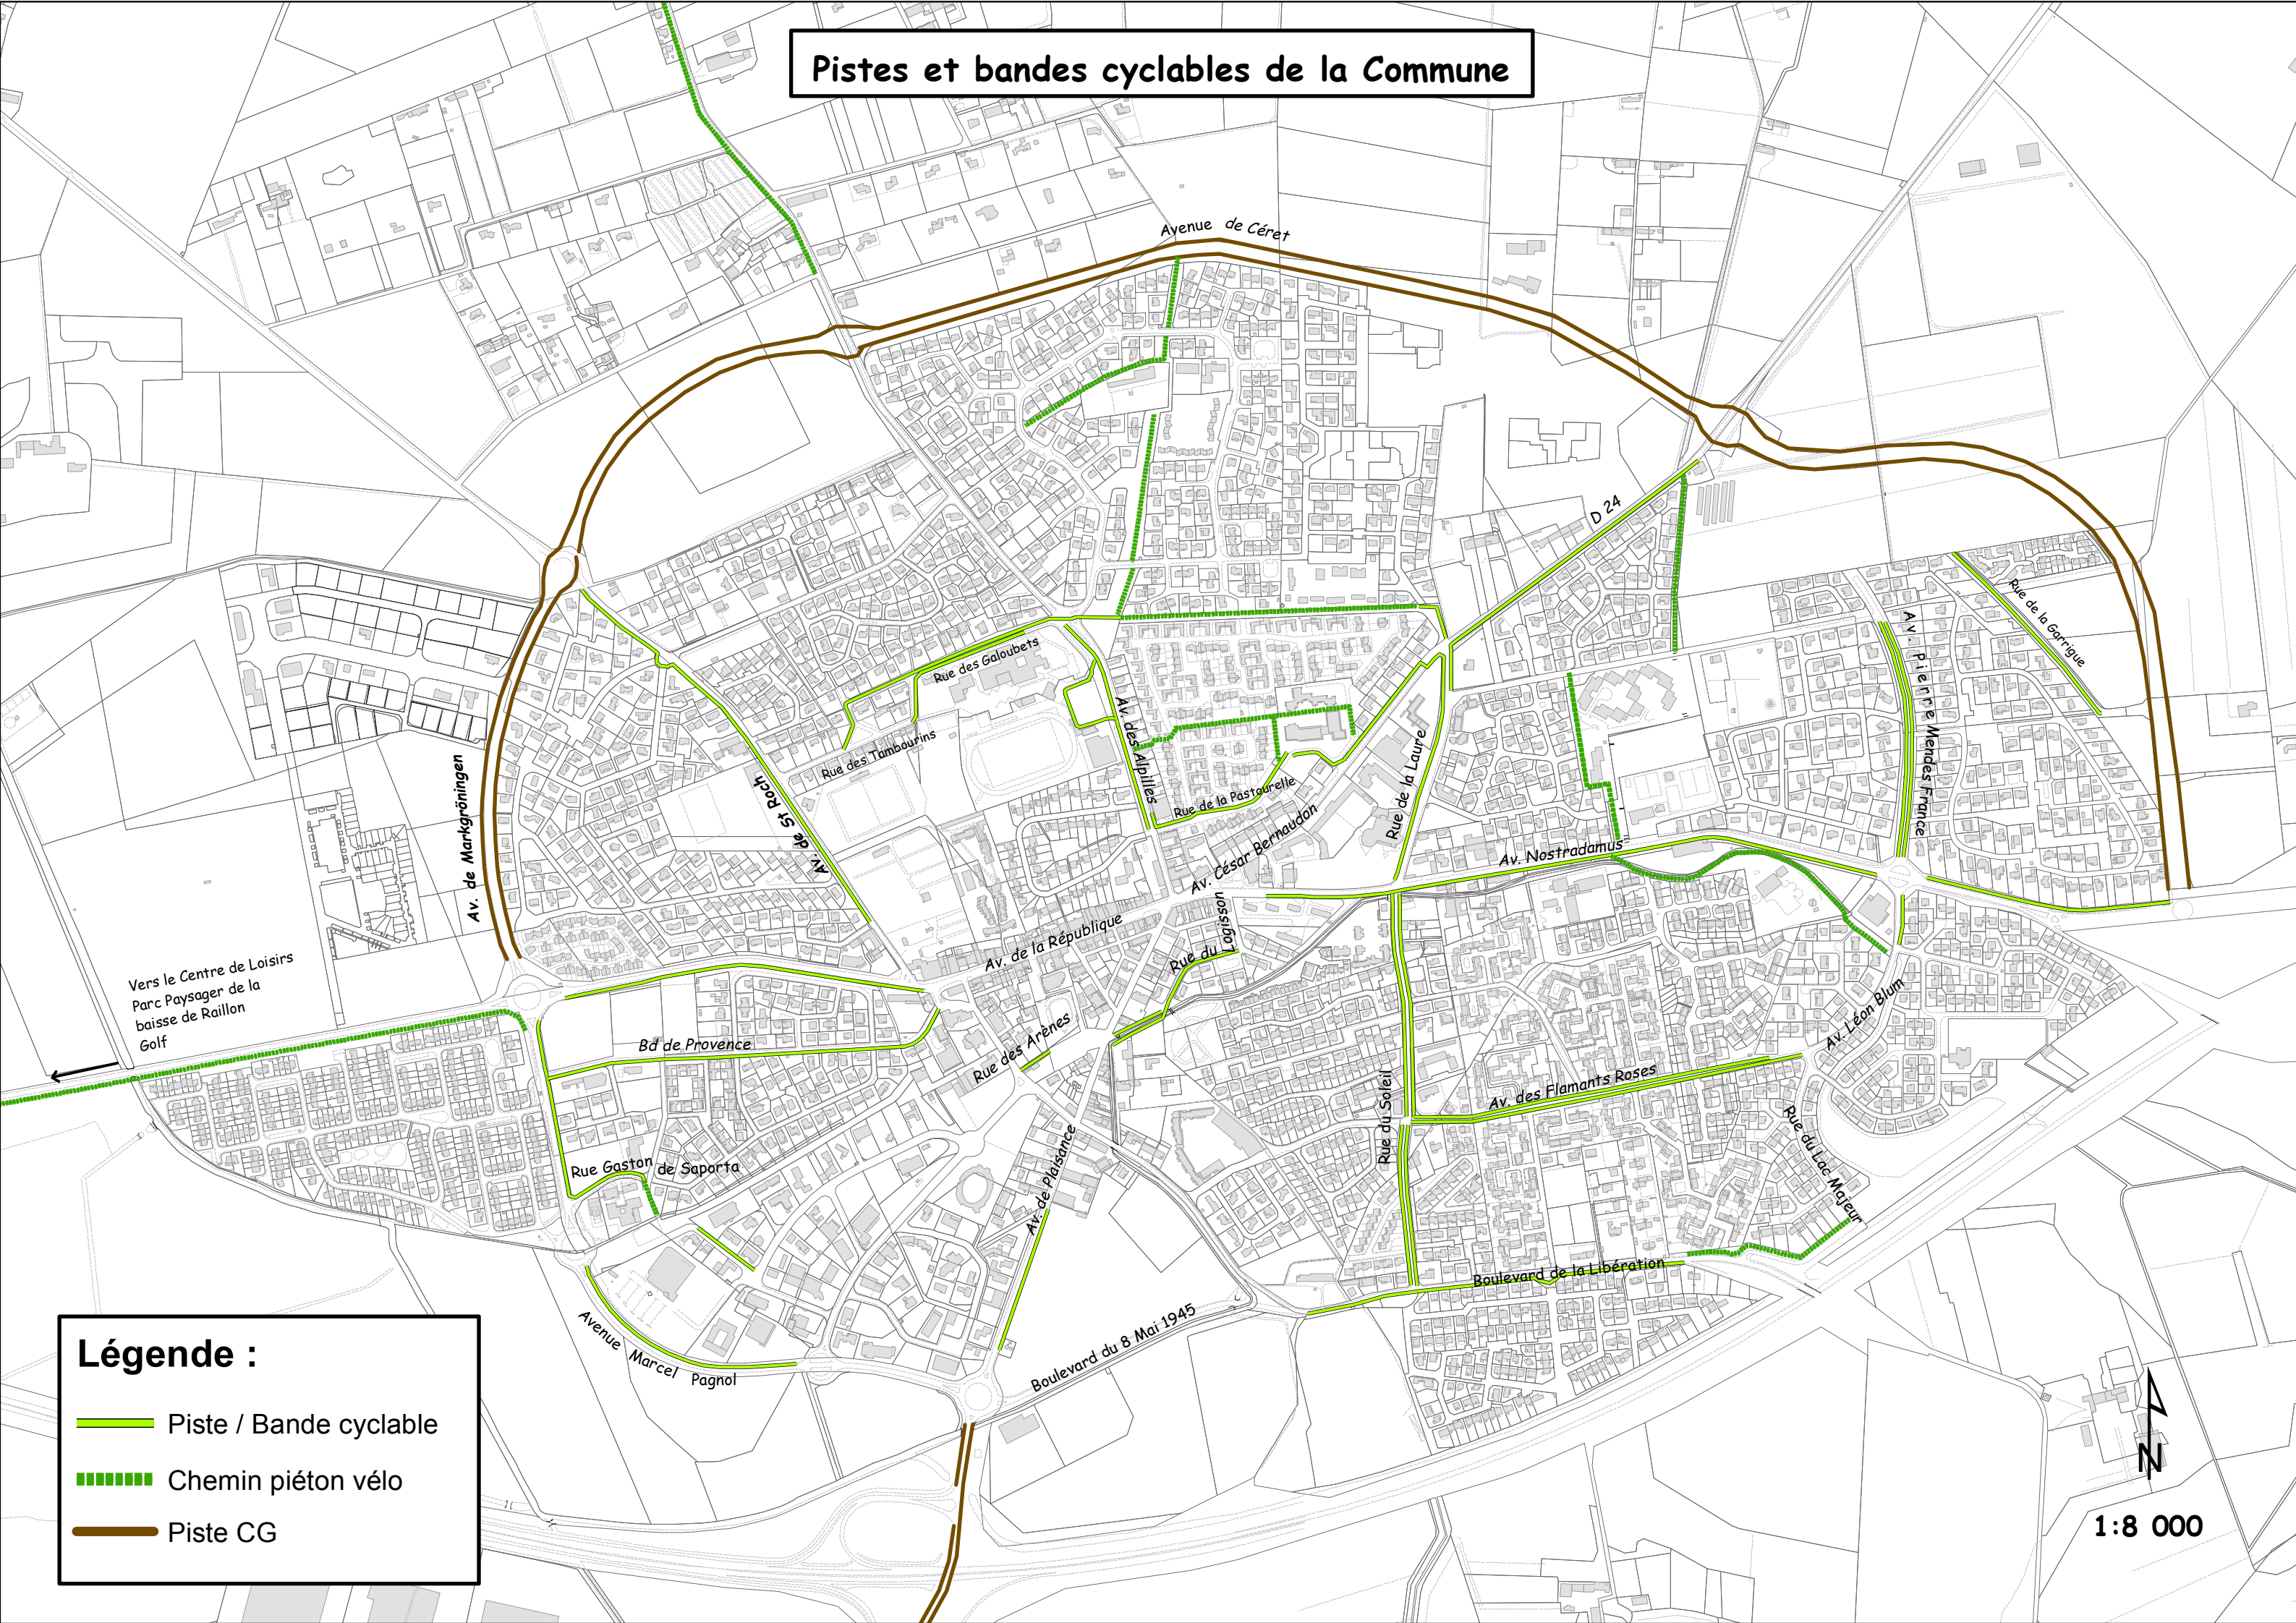 Pistes et bandes cyclables de la Commune
Avenue de Céret
D 24
Rue de la Garrigue
Av. Pierre Mendes France
Rue des Galoubets
Rue des Tambourins
Av. des Alpilles
Rue de la Pastourelle
Rue de la Laure
Av. de Markgröningen
Av. de St Roch
Av. César Bernaudon
Av. Nostradamus
Av. de la République
Rue du Logisson
Vers le Centre de Loisirs
Parc Paysager de la
baisse de Raillon
Golf
Bd de Provence
Rue des Arènes
Av. Léon Blum
Rue du Soleil
Av. des Flamants Roses
Rue du Lac Majeur
Rue Gaston de Saporta
Av. de Plaisance
Boulevard de la Libération
Boulevard du 8 Mai 1945
Avenue Marcel Pagnol
Légende :
Piste / Bande cyclable
Chemin piéton vélo
Piste CG
N
1:8 000